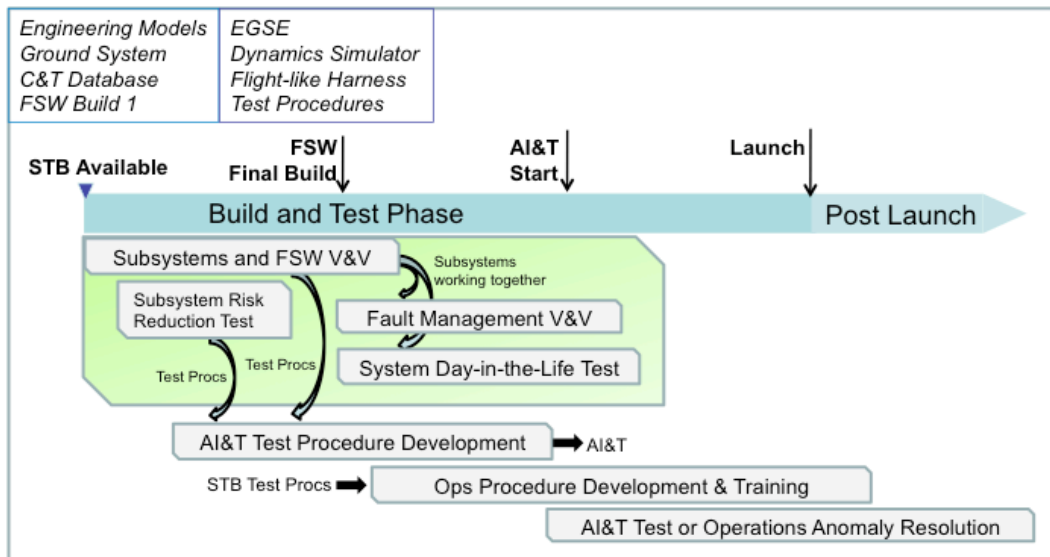 Engineering Models
Ground System
C&T Database
FSW Build 1
EGSE
Dynamics Simulator
Flight-like Harness
Test Procedures
STB Available
FSW
Final Build
AI&T
Start
Launch
Build and Test Phase
Post Launch
Subsystems and FSW V&V
Subsystems
working together
Subsystem Risk
Reduction Test
Fault Management V&V
Test Procs
Test Procs
System Day-in-the-Life Test
AI&T Test Procedure Development
AI&T
STB Test Procs
Ops Procedure Development & Training
AI&T Test or Operations Anomaly Resolution